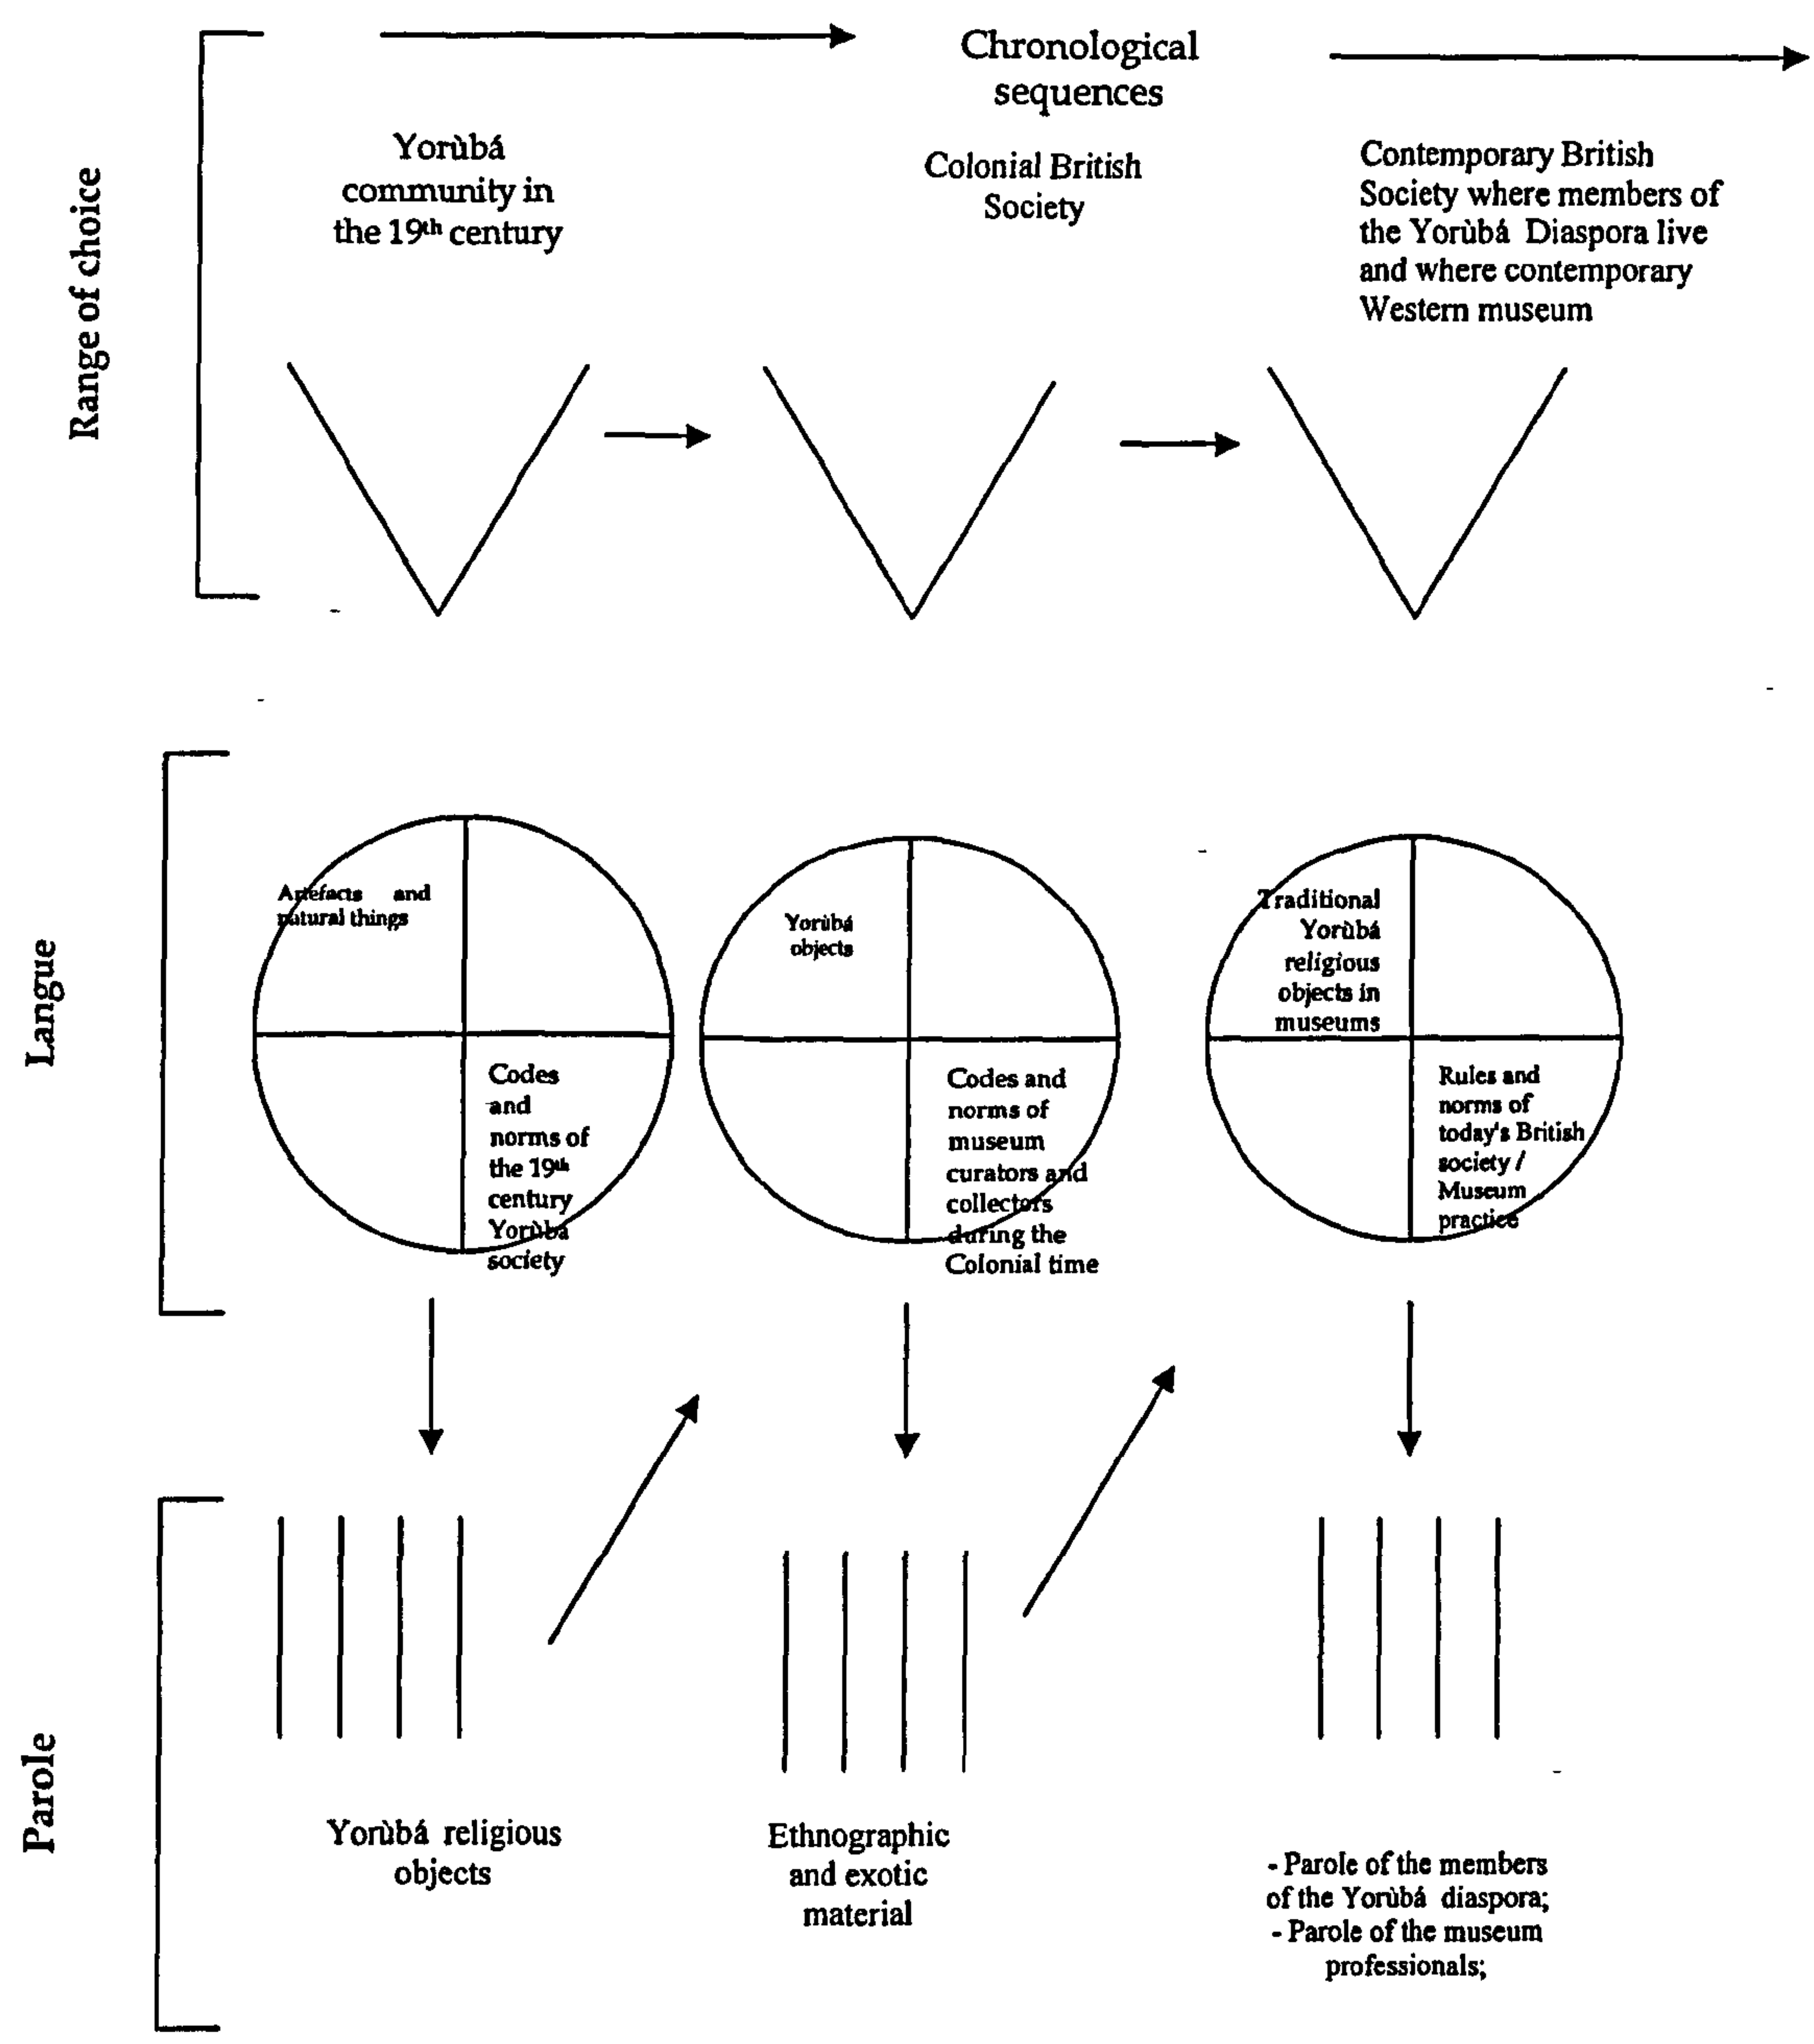 Chronological
sequences
Range of choice
Yorùbá
community in
the 19th century
Colonial British
Society
Contemporary British
Society where members of
the Yorùbá Diaspora live
and where contemporary
Western museum
Langue
Artefacts and
natural things
Codes
and
norms of
the 19th
century
Yorùbá
society
Yorùbá
objects
Codes and
norms of
museum
curators and
collectors
during the
Colonial time
Traditional
Yorùbá
religious
objects in
museums
Rules and
norms of
today's British
society /
Museum
practice
Parole
Yorùbá religious
objects
Ethnographic
and exotic
material
- Parole of the members
of the Yorùbá diaspora;
- Parole of the museum
professionals;